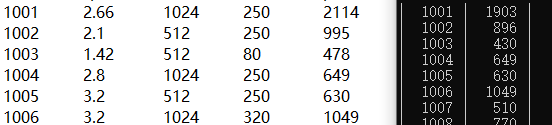 1001 2.66 1024 250 2114
1002 2.1 512 250 995
1003 1.42 512 80 478
1004 2.8 1024 250 649
1005 3.2 512 250 630
1006 3.2 1024 320 1049
| 1001 | 1903 |
| 1002 | 896 |
| 1003 | 430 |
| 1004 | 649 |
| 1005 | 630 |
| 1006 | 1049 |
| 1007 | 510 |
| 1008 | 770 |